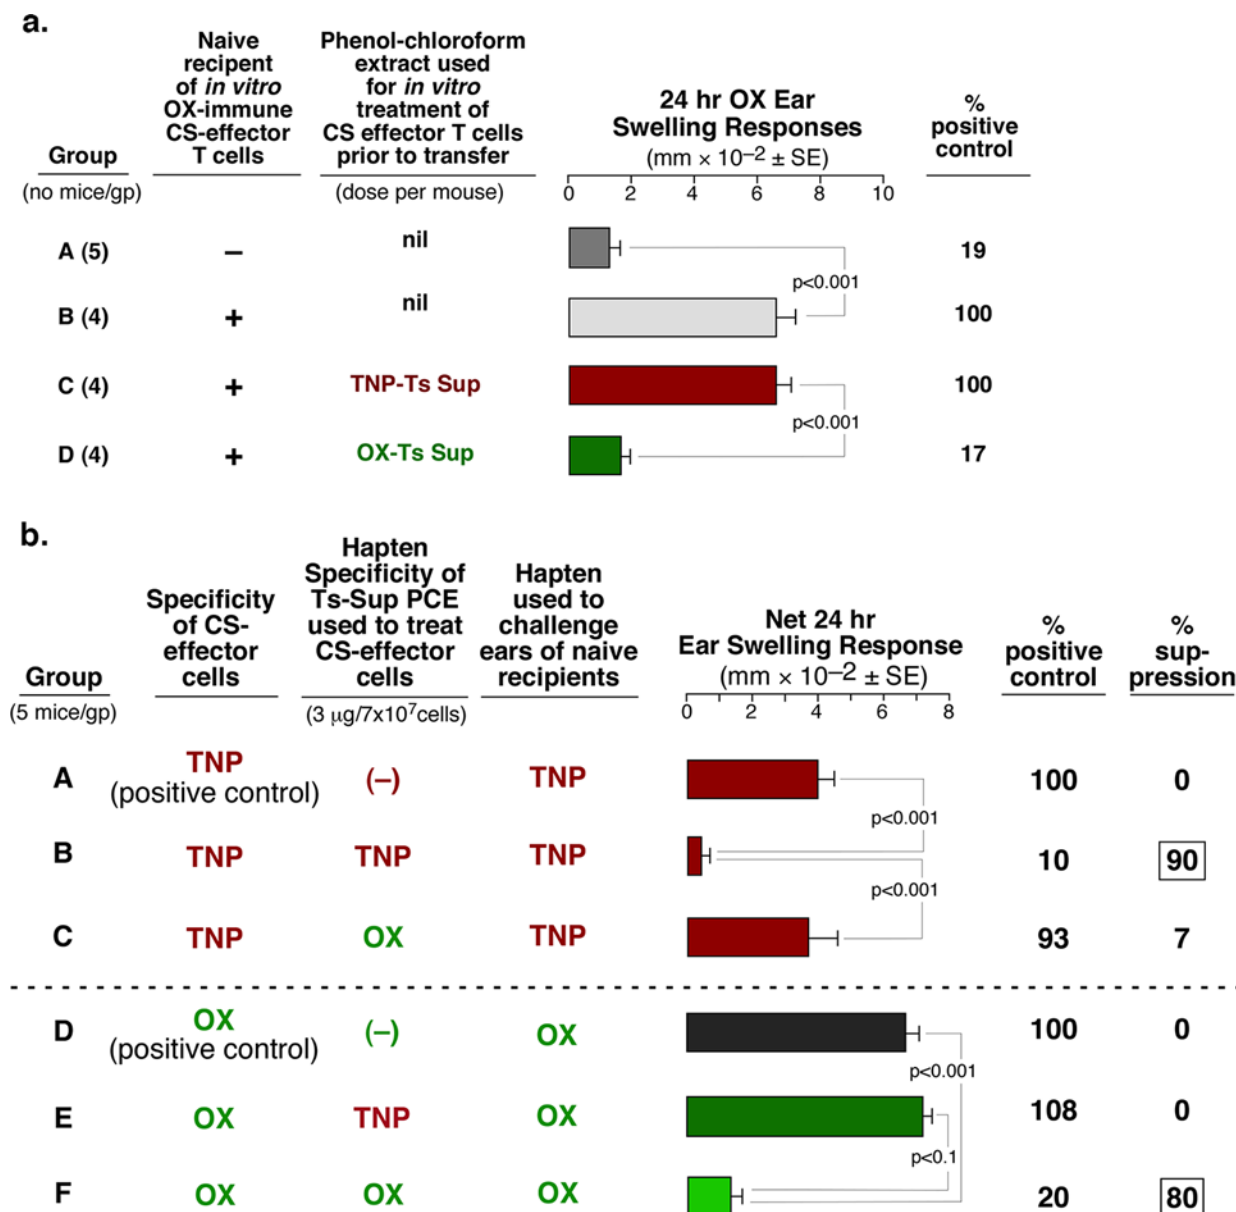 a.
Naive
recipent
of in vitro
OX-immune
CS-effector
T cells
Phenol-chloroform
extract used
for in vitro
treatment of
CS effector T cells
prior to transfer
24 hr OX Ear
Swelling Responses
(mm × 10⁻² ± SE)
%
positive
control
Group
(no mice/gp)
(dose per mouse)
0 2 4 6 8 10
A (5) – nil 19
p<0.001
B (4) + nil 100
C (4) + TNP-Ts Sup 100
p<0.001
D (4) + OX-Ts Sup 17
b.
Specificity
of CS-
effector
cells
Hapten
Specificity of
Ts-Sup PCE
used to treat
CS-effector
cells
Hapten
used to
challenge
ears of naive
recipients
Net 24 hr
Ear Swelling Response
(mm × 10⁻² ± SE)
%
positive
control
%
sup-
pression
Group
(5 mice/gp)
(3 µg/7x10⁷cells)
0 2 4 6 8
A TNP (–) TNP 100 0
(positive control)
p<0.001
B TNP TNP TNP 10 90
p<0.001
C TNP OX TNP 93 7
D OX (–) OX 100 0
(positive control)
p<0.001
E OX TNP OX 108 0
p<0.1
F OX OX OX 20 80